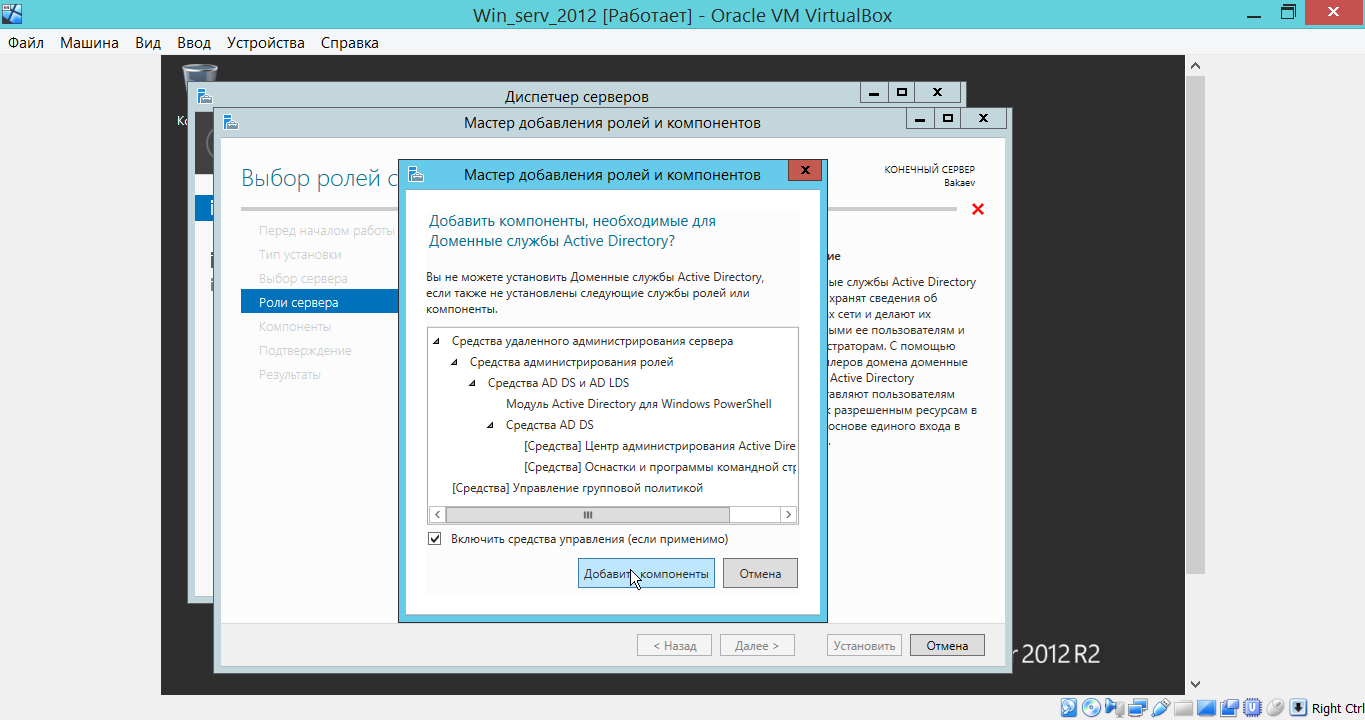 Win_serv_2012 [Работает] - Oracle VM VirtualBox
Файл Машина Вид Ввод Устройства Справка
Диспетчер серверов
Мастер добавления ролей и компонентов
Выбор ролей с
КОНЕЧНЫЙ СЕРВЕР
Bakaev
Перед началом работы
Тип установки
Выбор сервера
Роли сервера
Компоненты
Подтверждение
Результаты
Мастер добавления ролей и компонентов
Добавить компоненты, необходимые для
Доменные службы Active Directory?
Вы не можете установить Доменные службы Active Directory,
если также не установлены следующие службы ролей или
компоненты.
Средства удаленного администрирования сервера
Средства администрирования ролей
Средства AD DS и AD LDS
Модуль Active Directory для Windows PowerShell
Средства AD DS
[Средства] Центр администрирования Active Dire
[Средства] Оснастки и программы командной стр
[Средства] Управление групповой политикой
Включить средства управления (если применимо)
Добавить компоненты Отмена
ие
ые службы Active Directory
хранят сведения об
х сети и делают их
ыми ее пользователям и
страторам. С помощью
ллеров домена доменные
Active Directory
тавляют пользователям
к разрешенным ресурсам в
основе единого входа в
< Назад Далее > Установить Отмена
2012 R2
Right Ctrl